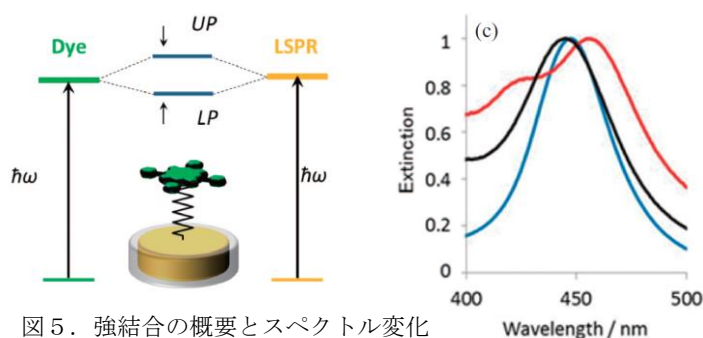 UP
Dye
LSPR
LP
ħω
ħω
図５．強結合の概要とスペクトル変化
(c)
Extinction
1
0.8
0.6
0.4
0.2
0
400
450
500
Wavelength / nm